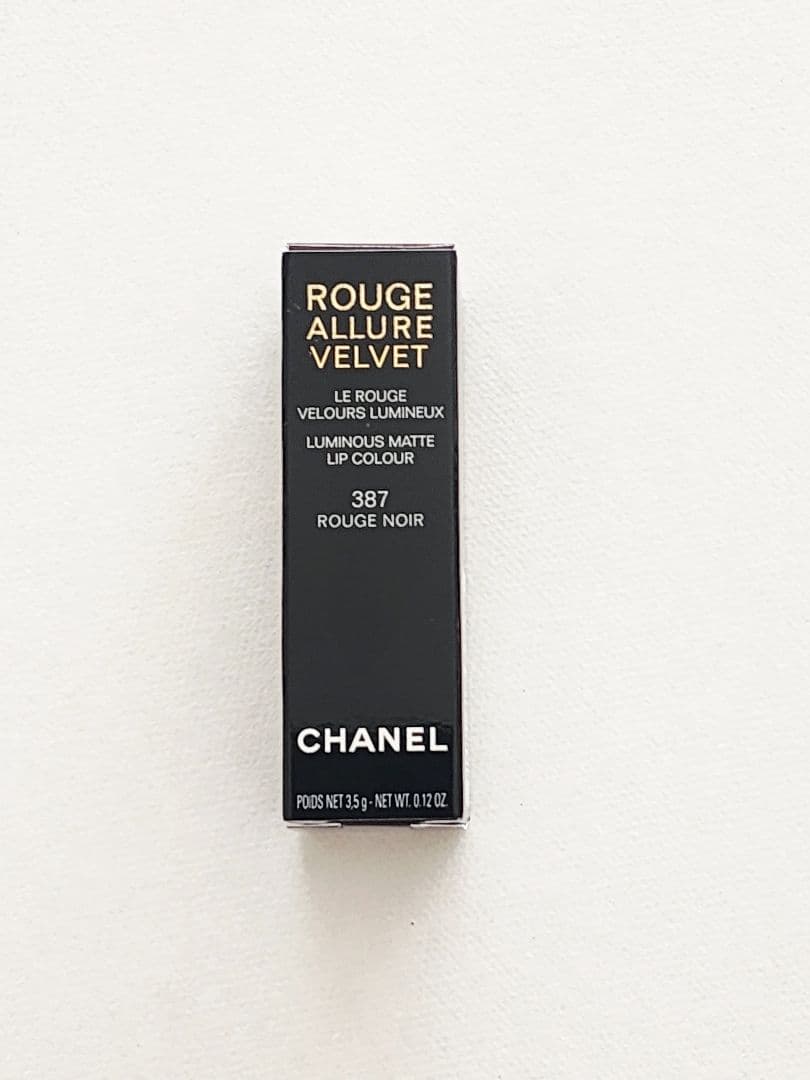 ROUGE
ALLURE
VELVET
LE ROUGE
VELOURS LUMINEUX
LUMINOUS MATTE
LIP COLOUR
387
ROUGE NOIR
CHANEL
POIDS NET 3,5 g - NET WT. 0.12 OZ.